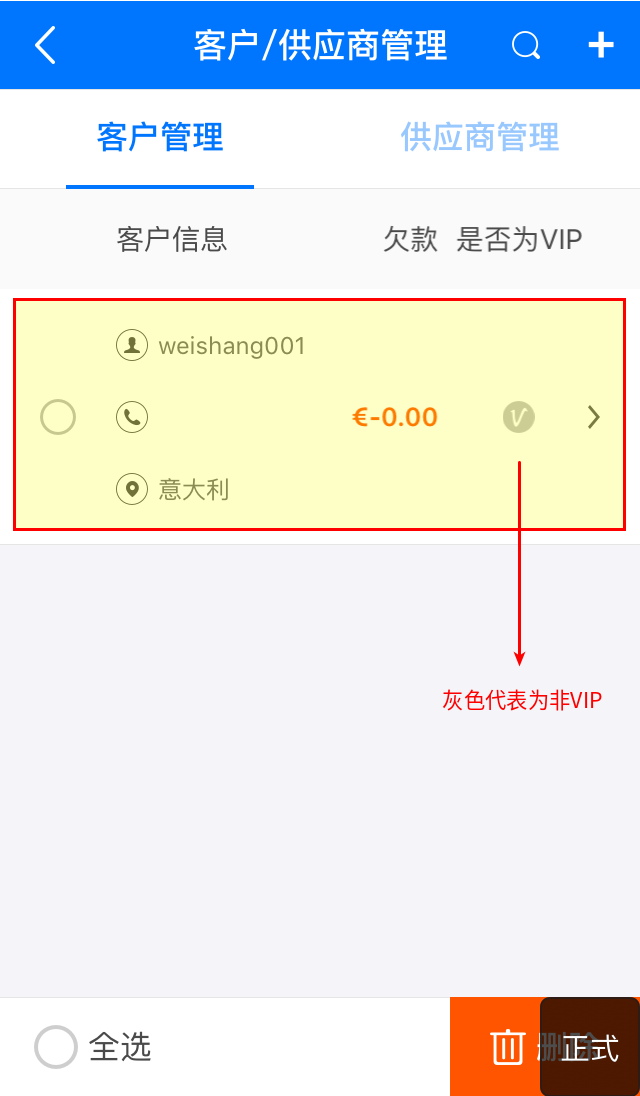 客户/供应商管理
客户管理 供应商管理
客户信息 欠款 是否为VIP
weishang001
€-0.00
意大利
灰色代表为非VIP
全选 删除 正式